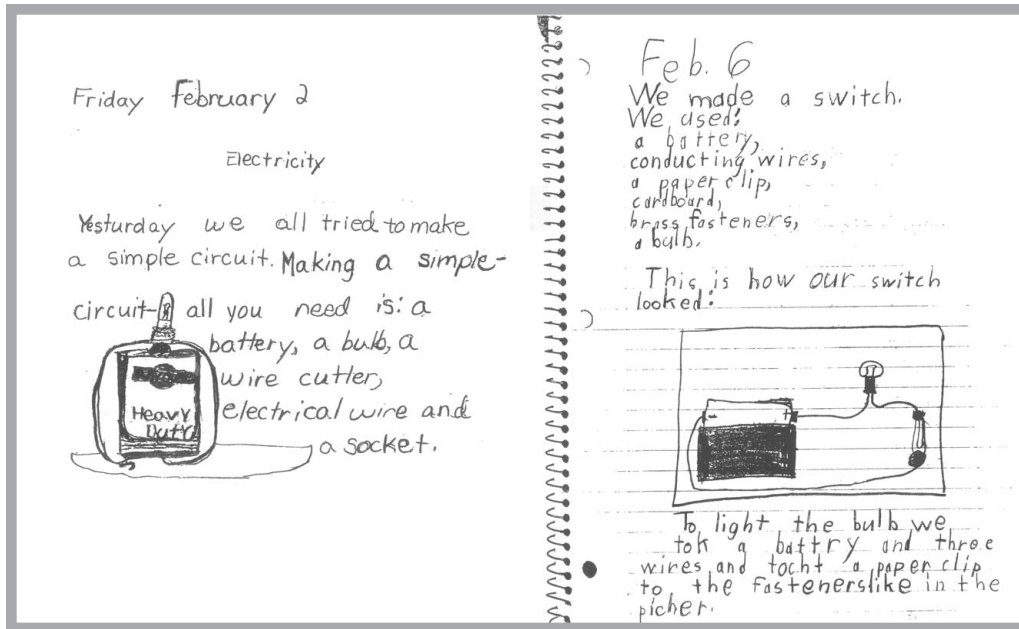 Friday February 2
Electricity
Yesturday we all tried to make
a simple circuit. Making a simple-
circuit- all you need is: a
battery, a bulb, a
wire cutter,
electrical wire and
a socket.
Heavy
Duty
Feb. 6
We made a switch.
We used:
a battery,
conducting wires,
a paper clip,
cardboard,
brass fasteners,
a bulb.
This is how our switch
looked:
- +
To light the bulb we
tok a battry and three
wires and tocht a paper clip
to the fastenerslike in the
picher.